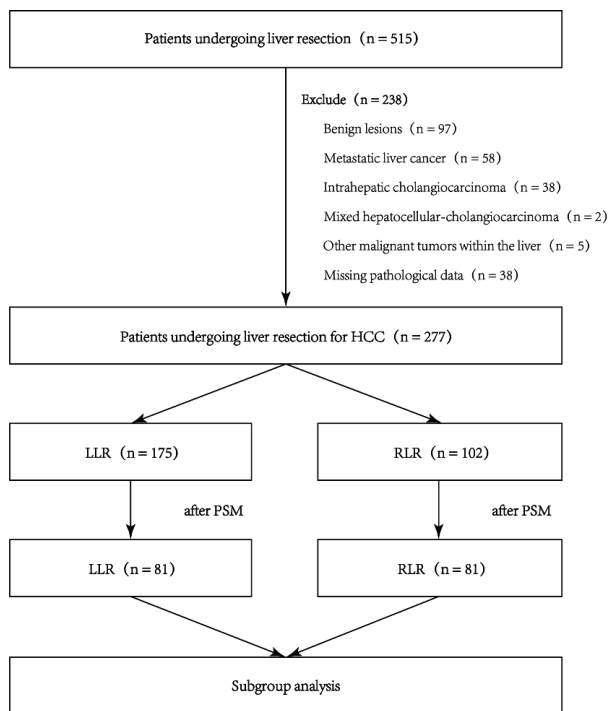 Patients undergoing liver resection (n = 515)
Exclude (n = 238)
Benign lesions (n = 97)
Metastatic liver cancer (n = 58)
Intrahepatic cholangiocarcinoma (n = 38)
Mixed hepatocellular-cholangiocarcinoma (n = 2)
Other malignant tumors within the liver (n = 5)
Missing pathological data (n = 38)
Patients undergoing liver resection for HCC (n = 277)
LLR (n = 175)
RLR (n = 102)
after PSM
after PSM
LLR (n = 81)
RLR (n = 81)
Subgroup analysis